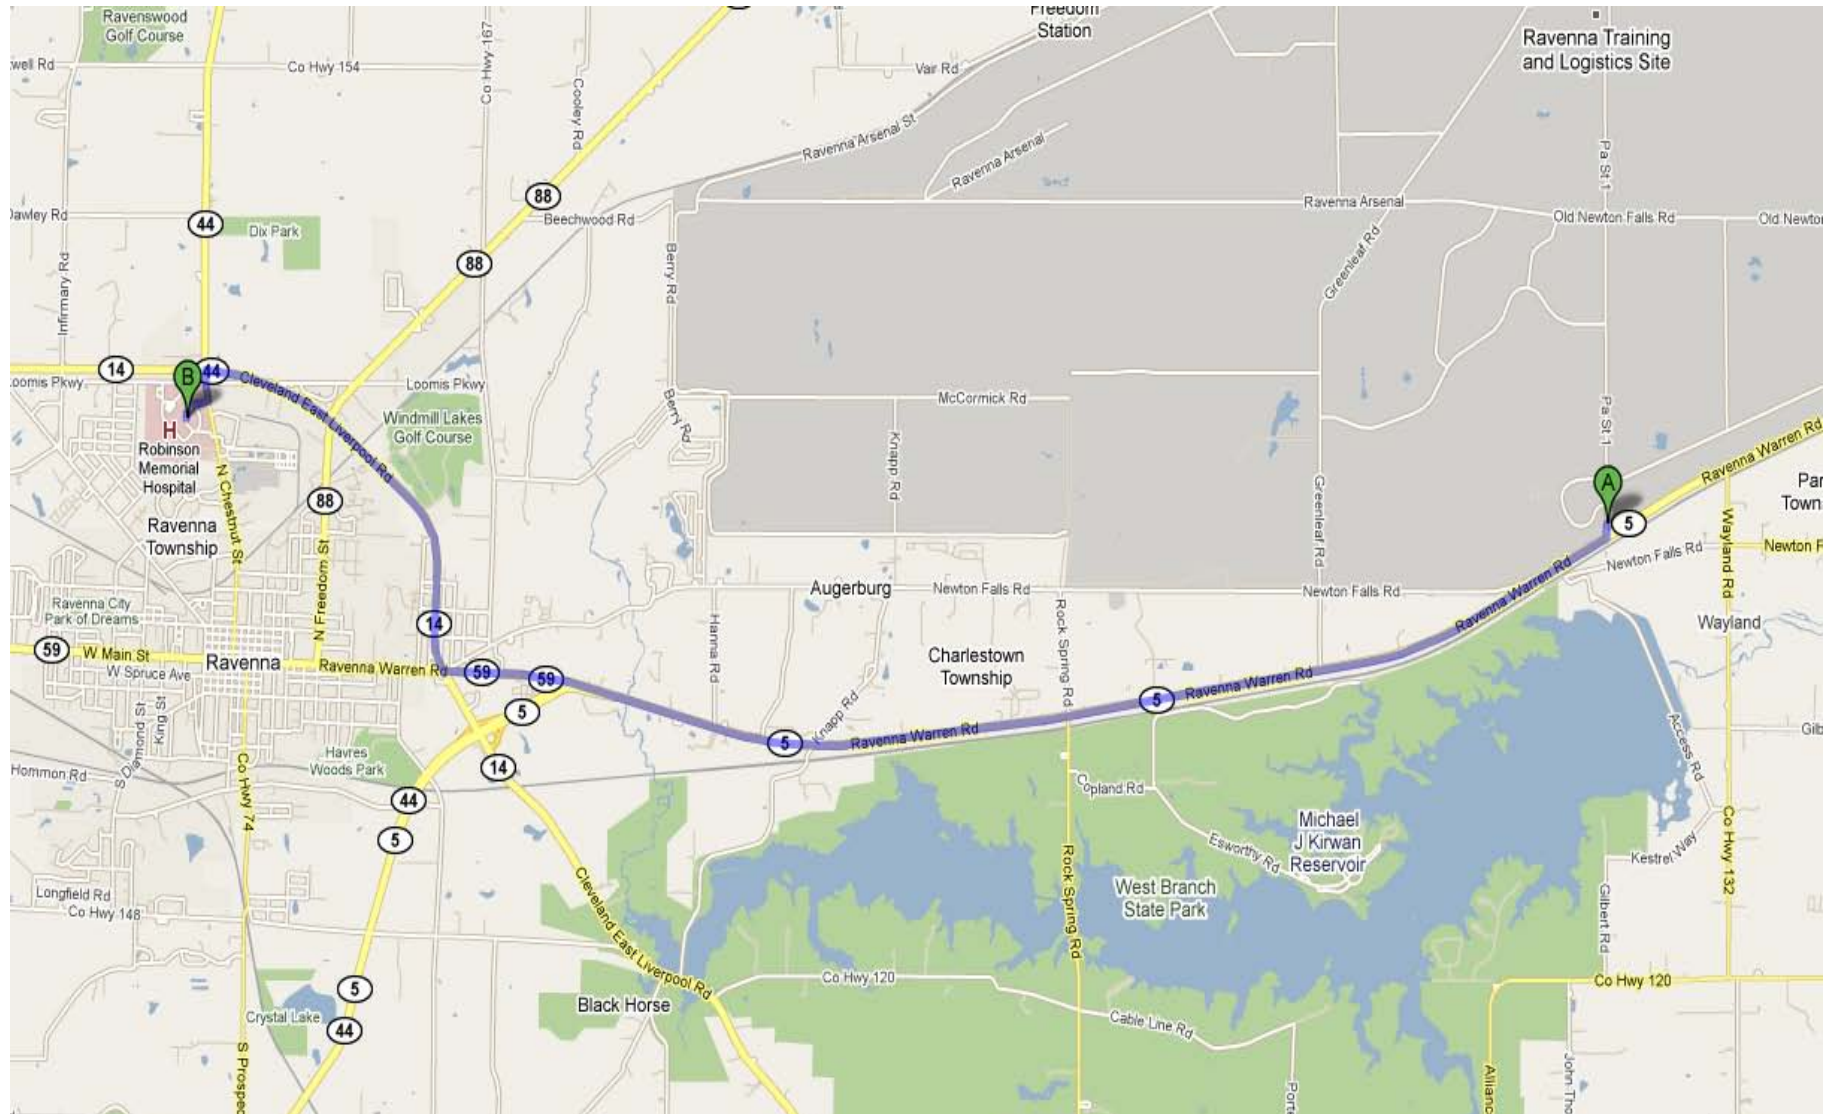 Ravenswood
Golf Course
Freedom
Station
Ravenna Training
and Logistics Site
well Rd
Co Hwy 154
Co Hwy 167
Cooley Rd
Vair Rd
Ravenna Arsenal St
Ravenna Arsenal
Pa St 1
88
Dawley Rd
44
Dix Park
Beechwood Rd
Ravenna Arsenal
Old Newton Falls Rd
Old Newton
Infirmary Rd
88
Berry Rd
Greenleaf Rd
14
B
44
Loomis Pkwy
Cleveland East Liverpool Rd
Loomis Pkwy
Windmill Lakes
Golf Course
Berry Rd
McCormick Rd
Pa St 1
H
Robinson
Memorial
Hospital
N Chestnut St
Knapp Rd
Greenleaf Rd
Ravenna Warren Rd
A
5
Par
Town
88
Ravenna
Township
N Freedom St
Wayland Rd
Newton Falls Rd
Newton F
Augerburg
Newton Falls Rd
Newton Falls Rd
Ravenna Warren Rd
Ravenna City
Park of Dreams
14
Hanna Rd
Rock Spring Rd
Wayland
59
W Main St
W Spruce Ave
Ravenna
Ravenna Warren Rd
59
59
Charlestown
Township
5
Ravenna Warren Rd
5
Knapp Rd
5
Ravenna Warren Rd
S Diamond St
King St
Access Rd
Gilb
Havres
Woods Park
14
Hommon Rd
Co Hwy 74
44
5
Copland Rd
Michael
J Kirwan
Reservoir
Esworthy Rd
Kestrel Way
Co Hwy 132
Rock Spring Rd
West Branch
State Park
Longfield Rd
Co Hwy 148
Cleveland East Liverpool Rd
Gilbert Rd
Co Hwy 120
Co Hwy 120
5
Black Horse
Crystal Lake
44
Cable Line Rd
S Prospec
Porte
Allianc
John Tho